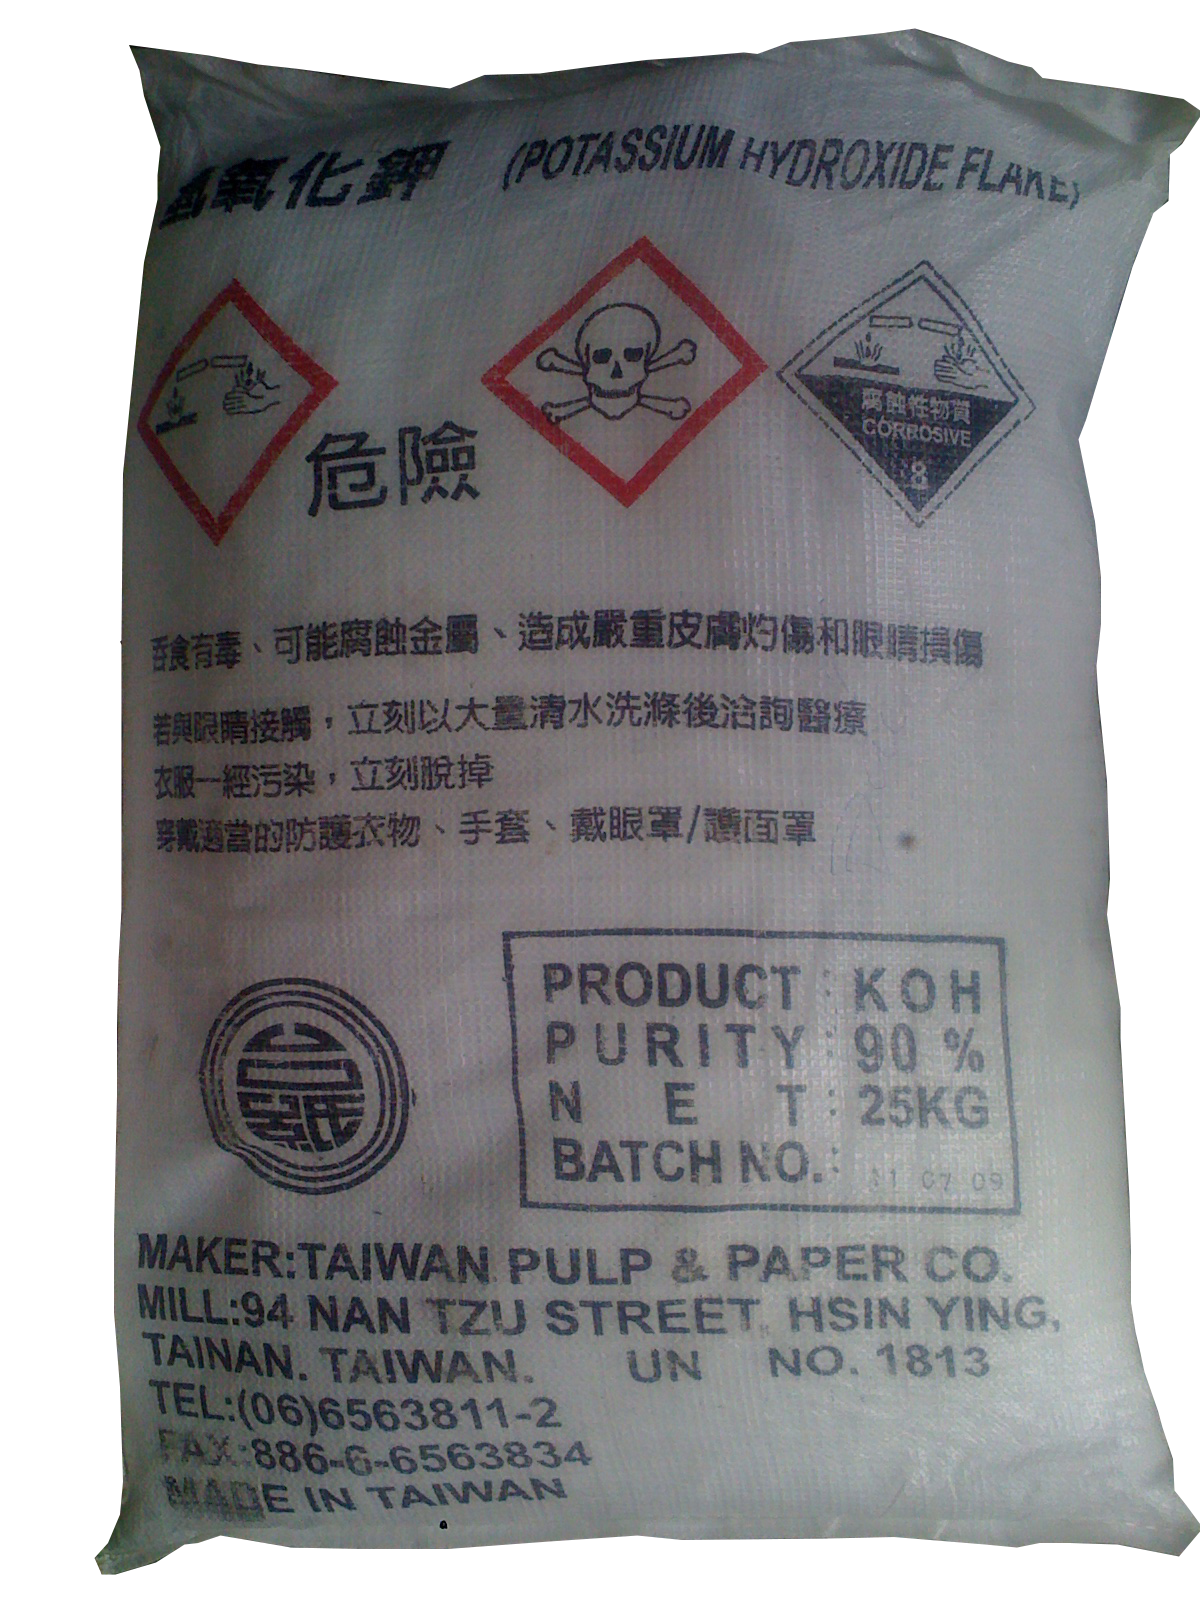 氫氧化鉀 (POTASSIUM HYDROXIDE FLAKE)
腐蝕性物質
CORROSIVE
8
危險
吞食有毒、可能腐蝕金屬、造成嚴重皮膚灼傷和眼睛損傷
若與眼睛接觸，立刻以大量清水洗滌後洽詢醫療
衣服一經污染，立刻脫掉
穿戴適當的防護衣物、手套、戴眼罩/護面罩
PRODUCT : KOH
PURITY : 90 %
NET : 25KG
BATCH NO. : 11 07 09
MAKER:TAIWAN PULP & PAPER CO.
MILL:94 NAN TZU STREET, HSIN YING,
TAINAN. TAIWAN. UN NO. 1813
TEL:(06)6563811-2
FAX:886-6-6563834
MADE IN TAIWAN